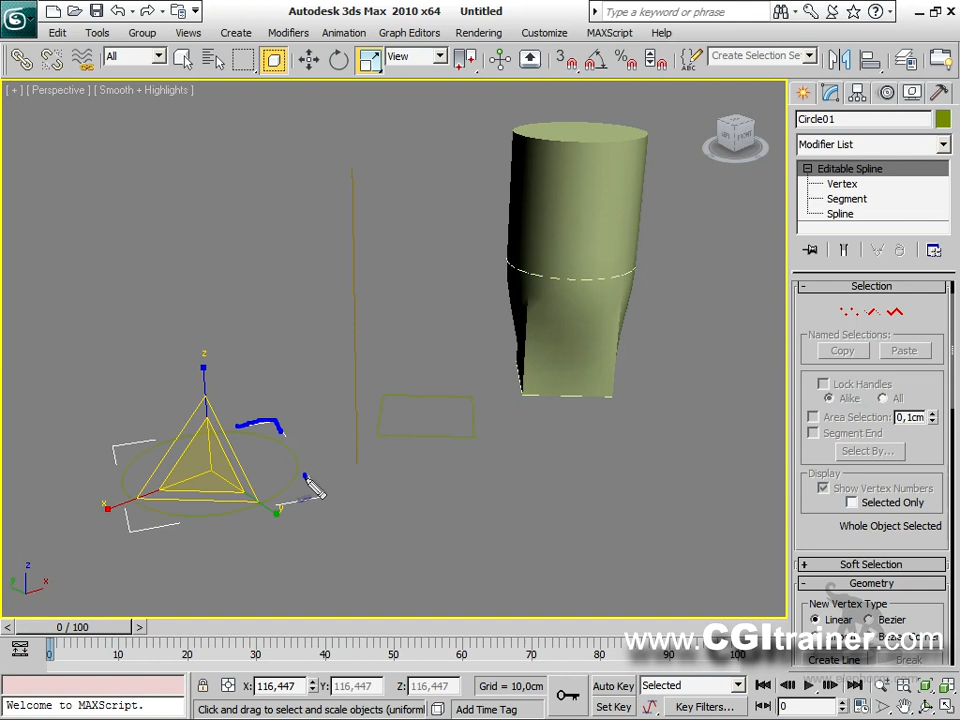 Autodesk 3ds Max 2010 x64 Untitled
Type a keyword or phrase
Edit Tools Group Views Create Modifiers Animation Graph Editors Rendering Customize MAXScript Help
All
View
3
Create Selection Se
[ + ] [ Perspective ] [ Smooth + Highlights ]
Circle01
Modifier List
Editable Spline
Vertex
Segment
Spline
Selection
Named Selections:
Copy Paste
Lock Handles
Alike All
Area Selection: 0,1cm
Segment End
Select By...
Display
Show Vertex Numbers
Selected Only
Whole Object Selected
Soft Selection
Geometry
New Vertex Type
Linear Bezier
Create Line Break
z
x
y
z
x
0 / 100
0 10 20 30 40 50 60 70 80 90 100
www.CGItrainer.com
X: 116,447 Y: 116,447 Z: 116,447 Grid = 10,0cm
Auto Key Selected
Set Key Key Filters...
0
Welcome to MAXScript.
Click and drag to select and scale objects (uniform
Add Time Tag